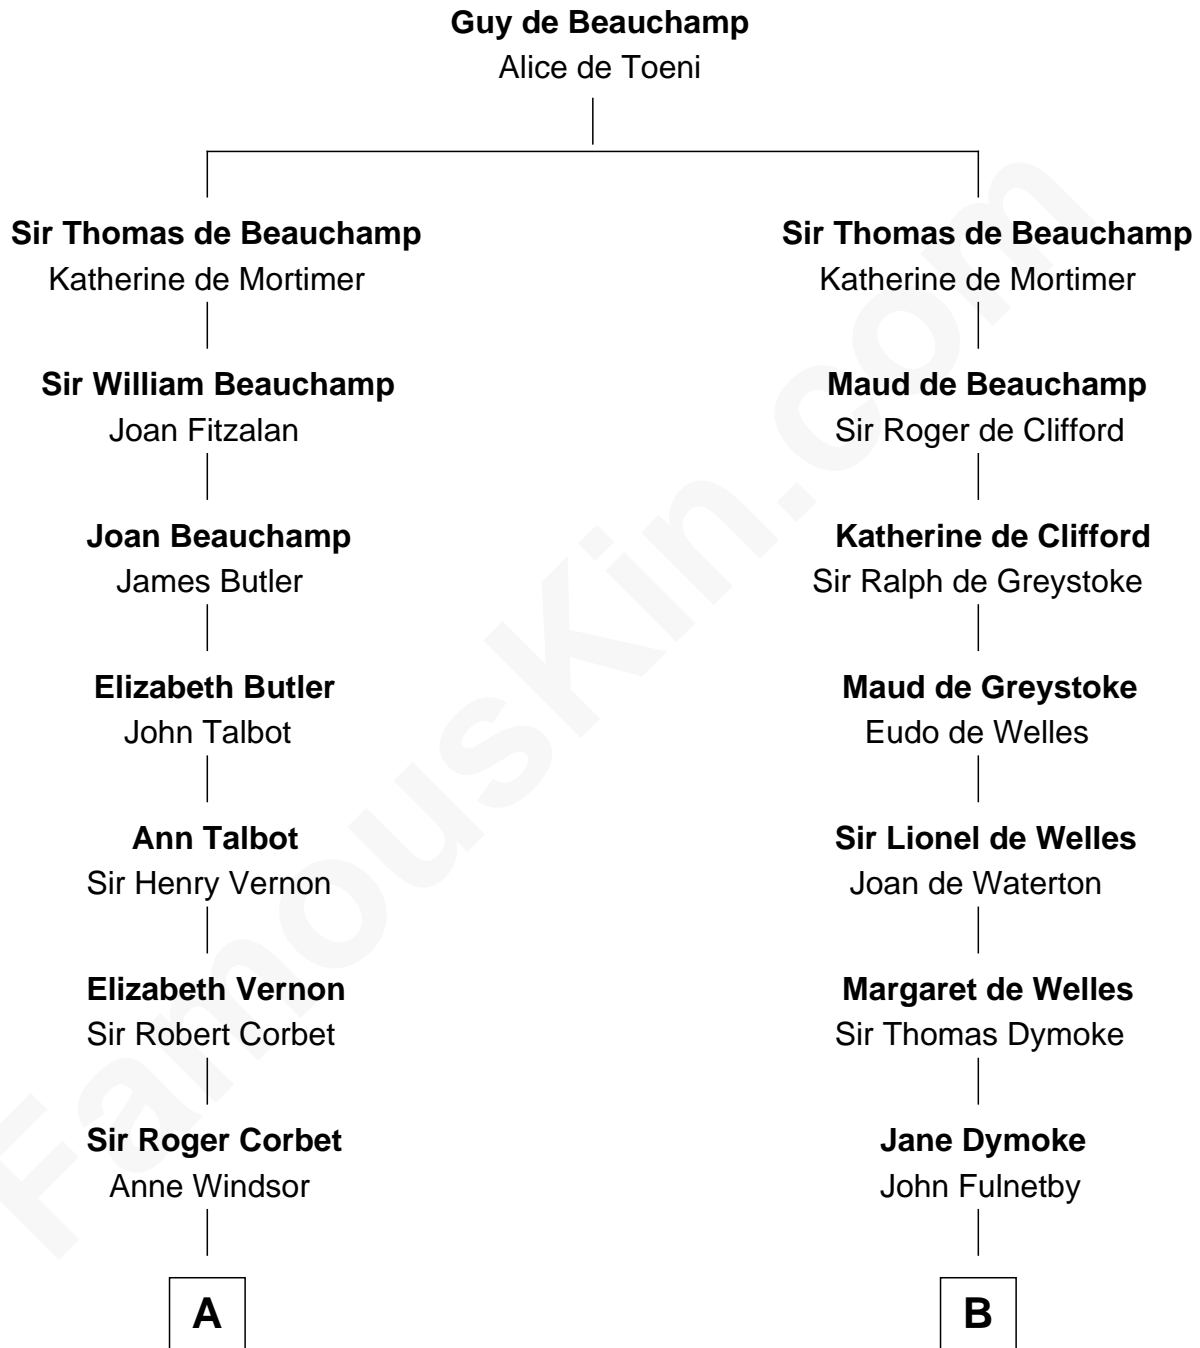 Guy de Beauchamp
Alice de Toeni
Sir Thomas de Beauchamp
Katherine de Mortimer
Sir Thomas de Beauchamp
Katherine de Mortimer
Sir William Beauchamp
Joan Fitzalan
Maud de Beauchamp
Sir Roger de Clifford
Joan Beauchamp
James Butler
Katherine de Clifford
Sir Ralph de Greystoke
Elizabeth Butler
John Talbot
Maud de Greystoke
Eudo de Welles
Ann Talbot
Sir Henry Vernon
Sir Lionel de Welles
Joan de Waterton
Elizabeth Vernon
Sir Robert Corbet
Margaret de Welles
Sir Thomas Dymoke
Sir Roger Corbet
Anne Windsor
Jane Dymoke
John Fulnetby
A
B
FamousKin.com